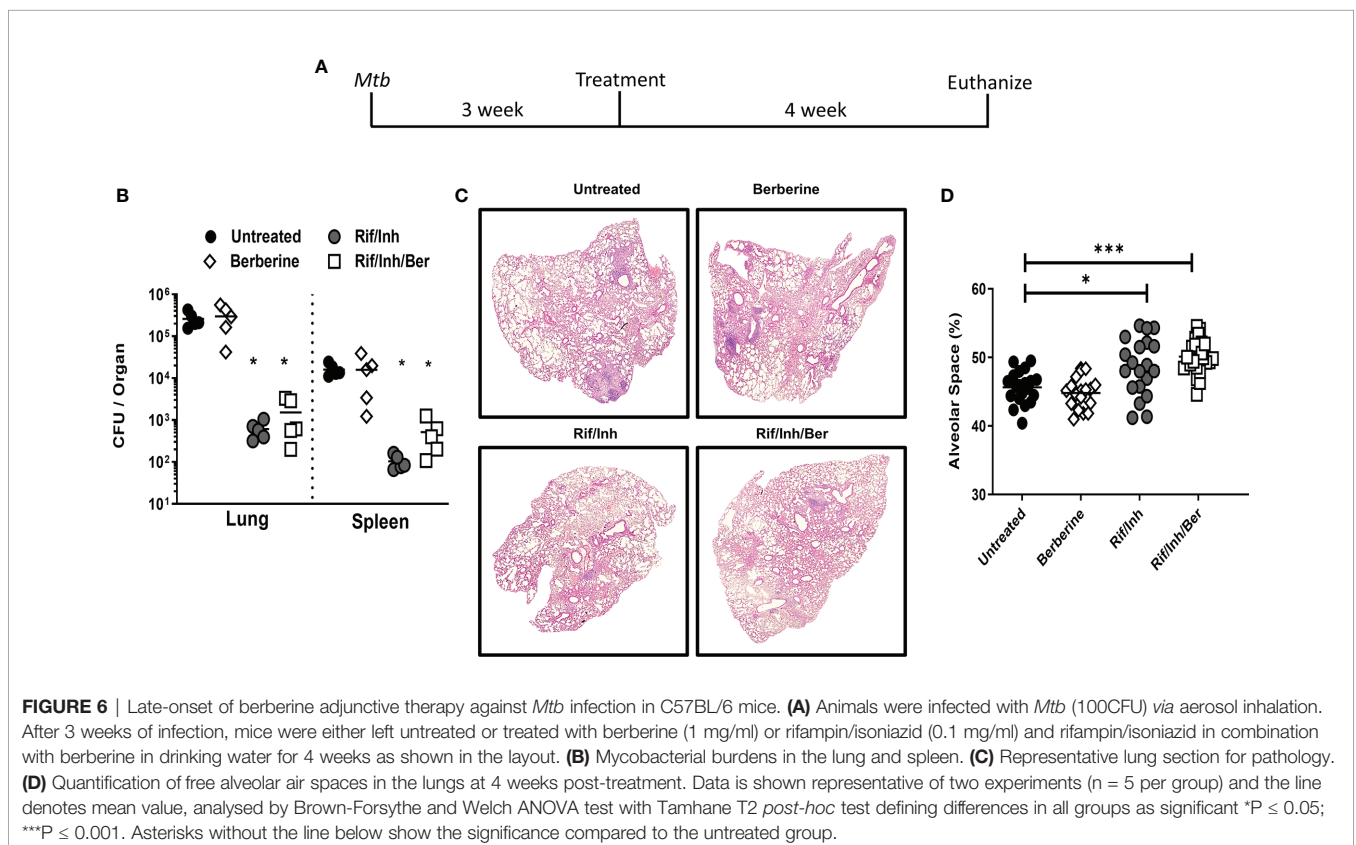 A
Mtb
Treatment
Euthanize
3 week
4 week
B
Untreated
Rif/Inh
Berberine
Rif/Inh/Ber
CFU / Organ
10⁶
10⁵
10⁴
10³
10²
10¹
* *
* *
Lung
Spleen
C
Untreated
Berberine
Rif/Inh
Rif/Inh/Ber
D
***
*
Alveolar Space (%)
60
50
40
30
Untreated
Berberine
Rif/Inh
Rif/Inh/Ber
FIGURE 6 | Late-onset of berberine adjunctive therapy against Mtb infection in C57BL/6 mice. (A) Animals were infected with Mtb (100CFU) via aerosol inhalation.
After 3 weeks of infection, mice were either left untreated or treated with berberine (1 mg/ml) or rifampin/isoniazid (0.1 mg/ml) and rifampin/isoniazid in combination
with berberine in drinking water for 4 weeks as shown in the layout. (B) Mycobacterial burdens in the lung and spleen. (C) Representative lung section for pathology.
(D) Quantification of free alveolar air spaces in the lungs at 4 weeks post-treatment. Data is shown representative of two experiments (n = 5 per group) and the line
denotes mean value, analysed by Brown-Forsythe and Welch ANOVA test with Tamhane T2 post-hoc test defining differences in all groups as significant *P ≤ 0.05;
***P ≤ 0.001. Asterisks without the line below show the significance compared to the untreated group.